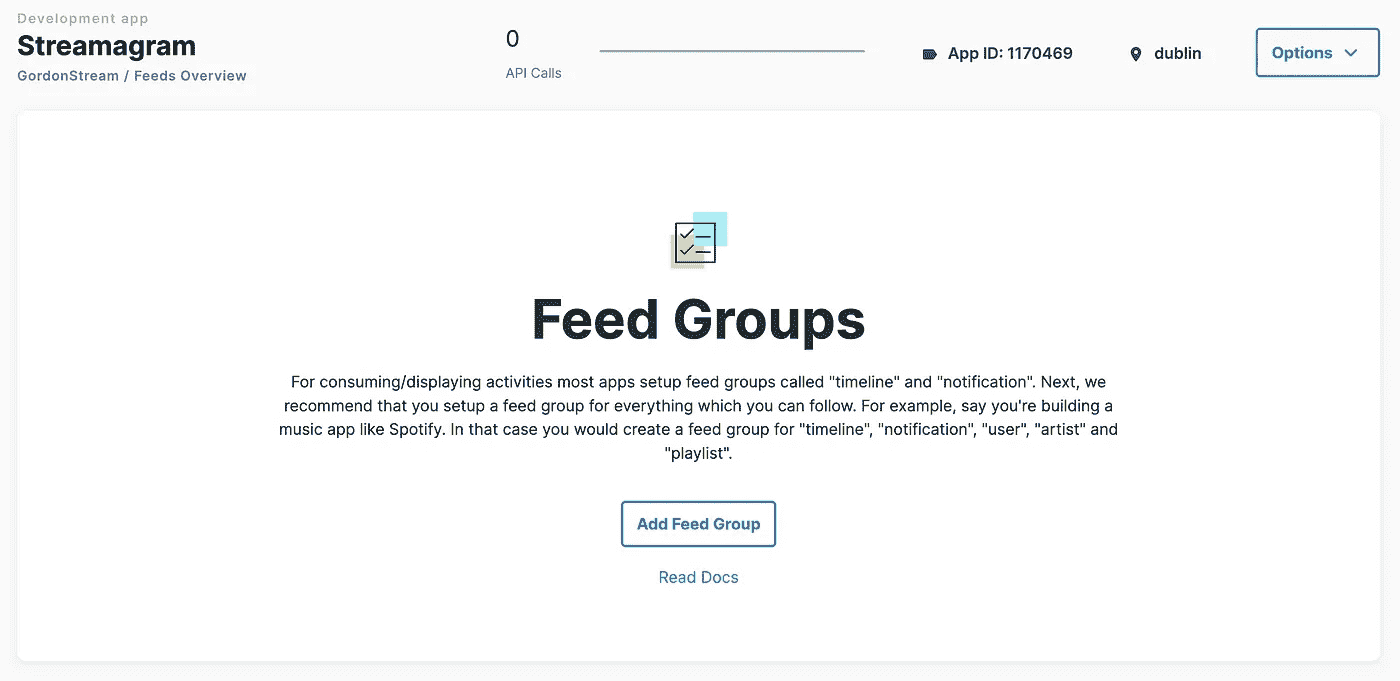 Development app
Streamagram
GordonStream / Feeds Overview
0
API Calls
App ID: 1170469
dublin
Options
Feed Groups
For consuming/displaying activities most apps setup feed groups called "timeline" and "notification". Next, we
recommend that you setup a feed group for everything which you can follow. For example, say you're building a
music app like Spotify. In that case you would create a feed group for "timeline", "notification", "user", "artist" and
"playlist".
Add Feed Group
Read Docs